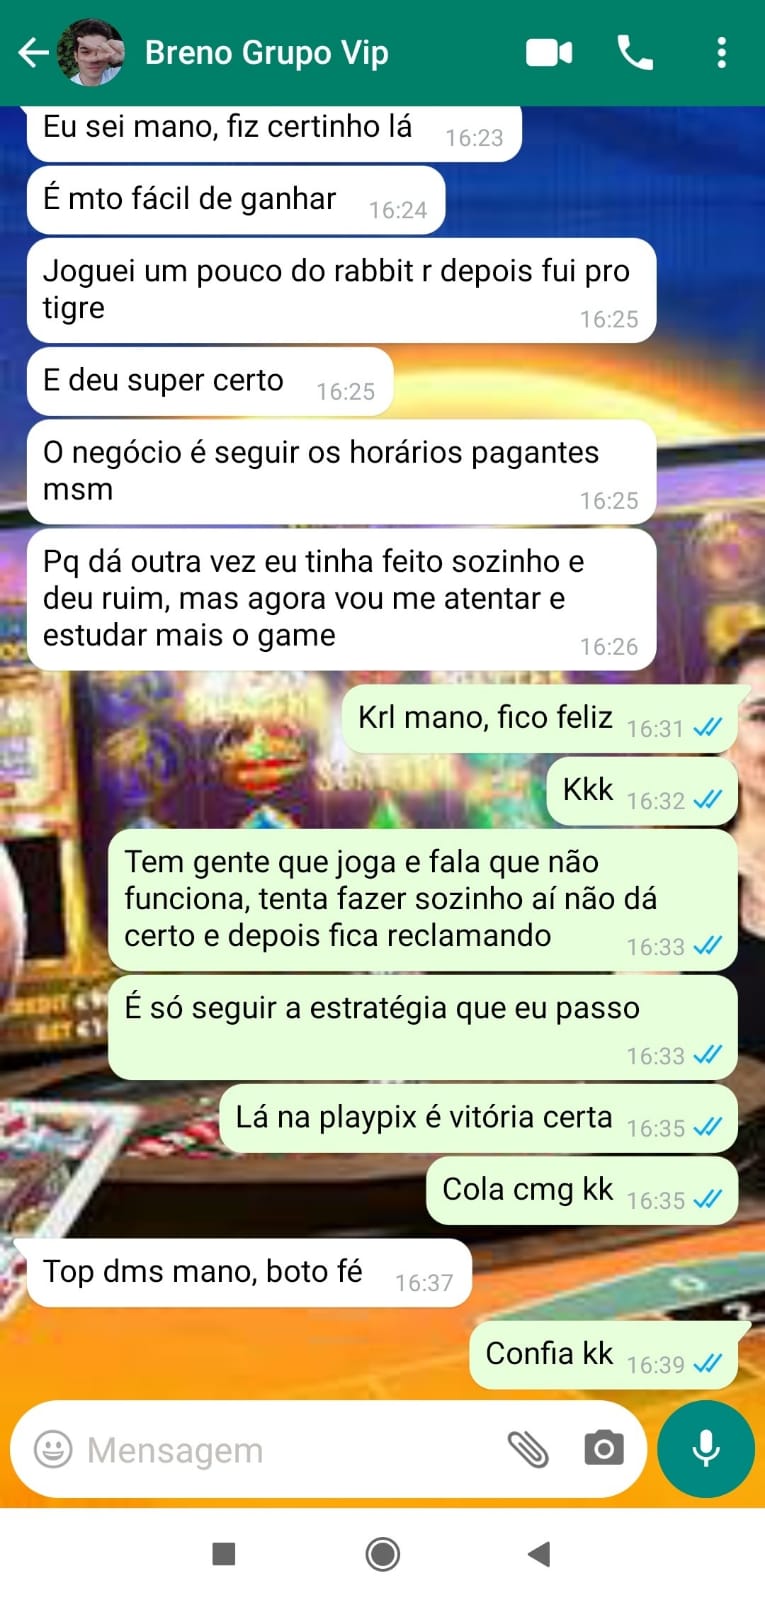 Breno Grupo Vip
Eu sei mano, fiz certinho lá 16:23
É mto fácil de ganhar 16:24
Joguei um pouco do rabbit r depois fui pro
tigre 16:25
E deu super certo 16:25
O negócio é seguir os horários pagantes
msm 16:25
Pq dá outra vez eu tinha feito sozinho e
deu ruim, mas agora vou me atentar e
estudar mais o game 16:26
Krl mano, fico feliz 16:31
Kkk 16:32
Tem gente que joga e fala que não
funciona, tenta fazer sozinho aí não dá
certo e depois fica reclamando 16:33
É só seguir a estratégia que eu passo
16:33
Lá na playpix é vitória certa 16:35
Cola cmg kk 16:35
Top dms mano, boto fé 16:37
Confia kk 16:39
Mensagem